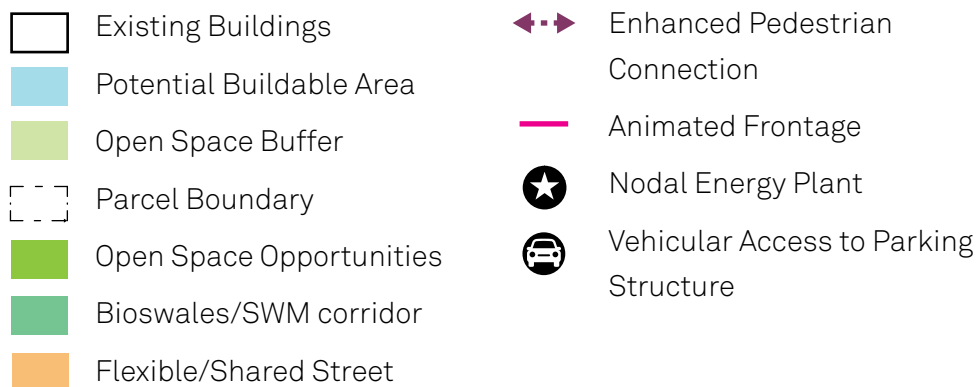 Existing Buildings
Potential Buildable Area
Open Space Buffer
Parcel Boundary
Open Space Opportunities
Bioswales/SWM corridor
Flexible/Shared Street
Enhanced Pedestrian
Connection
Animated Frontage
Nodal Energy Plant
Vehicular Access to Parking
Structure